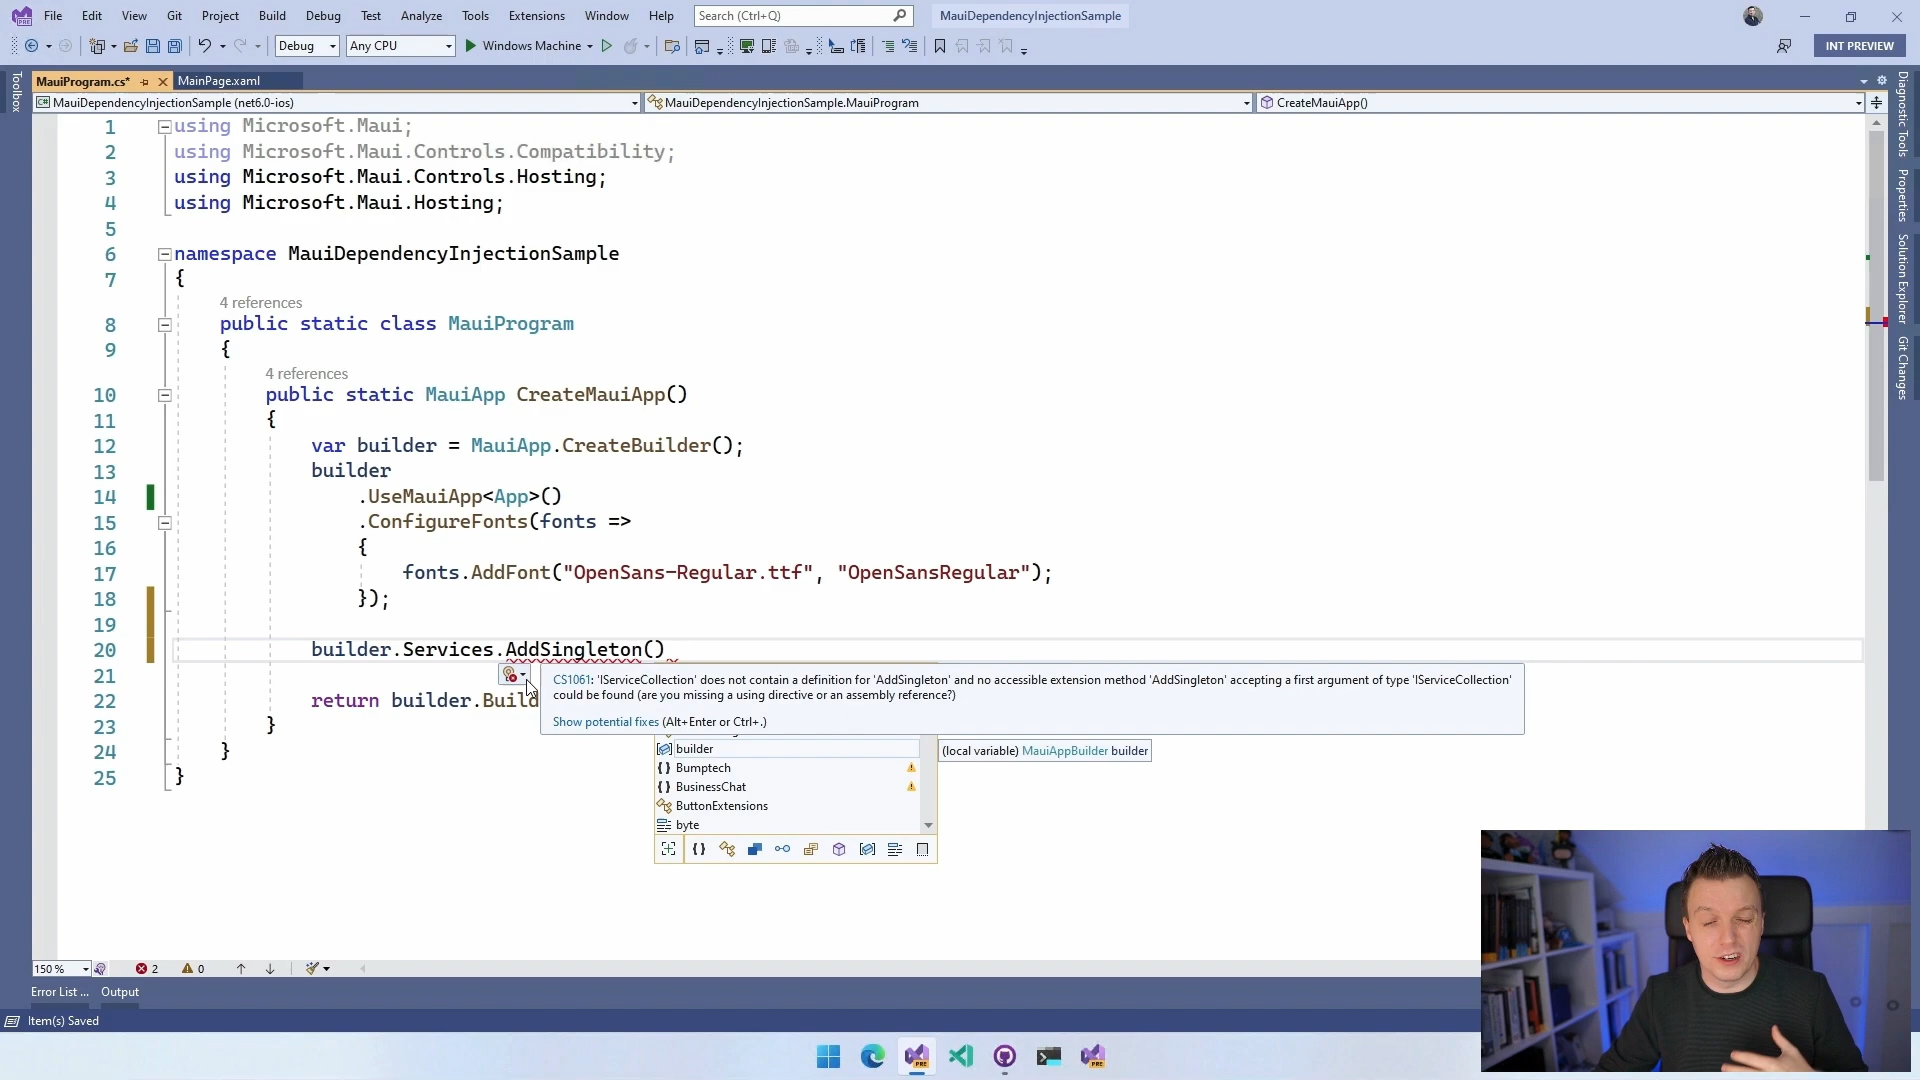 File Edit View Git Project Build Debug Test Analyze Tools Extensions Window Help Search (Ctrl+Q) MauiDependencyInjectionSample
Debug Any CPU Windows Machine INT PREVIEW
Toolbox
MauiProgram.cs* MainPage.xaml
MauiDependencyInjectionSample (net6.0-ios) MauiDependencyInjectionSample.MauiProgram CreateMauiApp()
Diagnostic Tools
Properties
Solution Explorer
Git Changes
1 using Microsoft.Maui;
2 using Microsoft.Maui.Controls.Compatibility;
3 using Microsoft.Maui.Controls.Hosting;
4 using Microsoft.Maui.Hosting;
5
6 namespace MauiDependencyInjectionSample
7 {
4 references
8 public static class MauiProgram
9 {
4 references
10 public static MauiApp CreateMauiApp()
11 {
12 var builder = MauiApp.CreateBuilder();
13 builder
14 .UseMauiApp<App>()
15 .ConfigureFonts(fonts =>
16 {
17 fonts.AddFont("OpenSans-Regular.ttf", "OpenSansRegular");
18 });
19
20 builder.Services.AddSingleton()
21
22 return builder.Build
23 }
24 }
25 }
CS1061: 'IServiceCollection' does not contain a definition for 'AddSingleton' and no accessible extension method 'AddSingleton' accepting a first argument of type 'IServiceCollection'
could be found (are you missing a using directive or an assembly reference?)
Show potential fixes (Alt+Enter or Ctrl+.)
builder (local variable) MauiAppBuilder builder
{ } Bumptech
{ } BusinessChat
ButtonExtensions
byte
150 % 2 0
Error List ... Output
Item(s) Saved